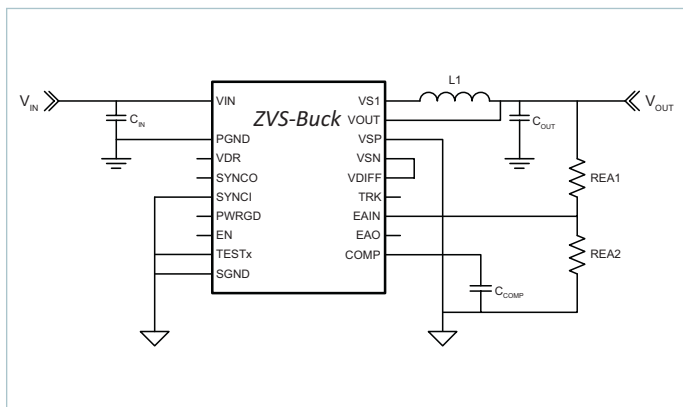 L1
V_IN
C_IN
ZVS-Buck
VIN
PGND
VDR
SYNCO
SYNCI
PWRGD
EN
TESTx
SGND
VS1
VOUT
VSP
VSN
VDIFF
TRK
EAIN
EAO
COMP
C_OUT
V_OUT
REA1
REA2
C_COMP